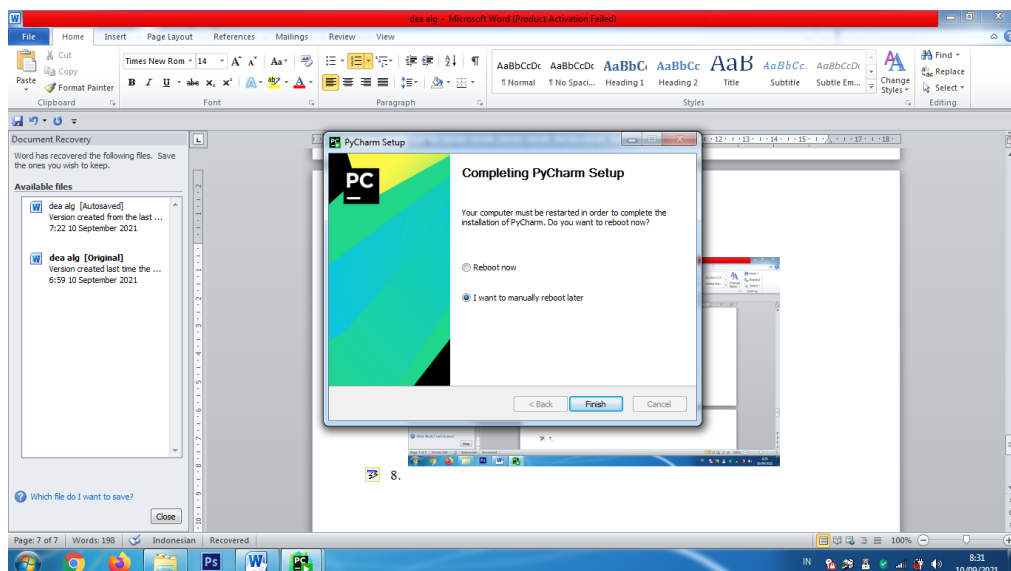 dea alg - Microsoft Word (Product Activation Failed)
File Home Insert Page Layout References Mailings Review View
Cut
Copy
Format Painter
Paste
Clipboard
Times New Rom 14
Font
Paragraph
AaBbCcDc AaBbCcDc AaBbC AaBbCc AaB AaBbCc. AaBbCcDc
¶ Normal ¶ No Spaci... Heading 1 Heading 2 Title Subtitle Subtle Em...
Change Styles
Styles
Find
Replace
Select
Editing
Document Recovery
Word has recovered the following files. Save
the ones you wish to keep.
Available files
dea alg [Autosaved]
Version created from the last ...
7:22 10 September 2021
dea alg [Original]
Version created last time the ...
6:59 10 September 2021
Which file do I want to save?
Close
PyCharm Setup
PC
Completing PyCharm Setup
Your computer must be restarted in order to complete the
installation of PyCharm. Do you want to reboot now?
Reboot now
I want to manually reboot later
< Back Finish Cancel
7.
8.
Page: 7 of 7 Words: 198 Indonesian Recovered 100%
Ps W PC IN 8:31
10/09/2021